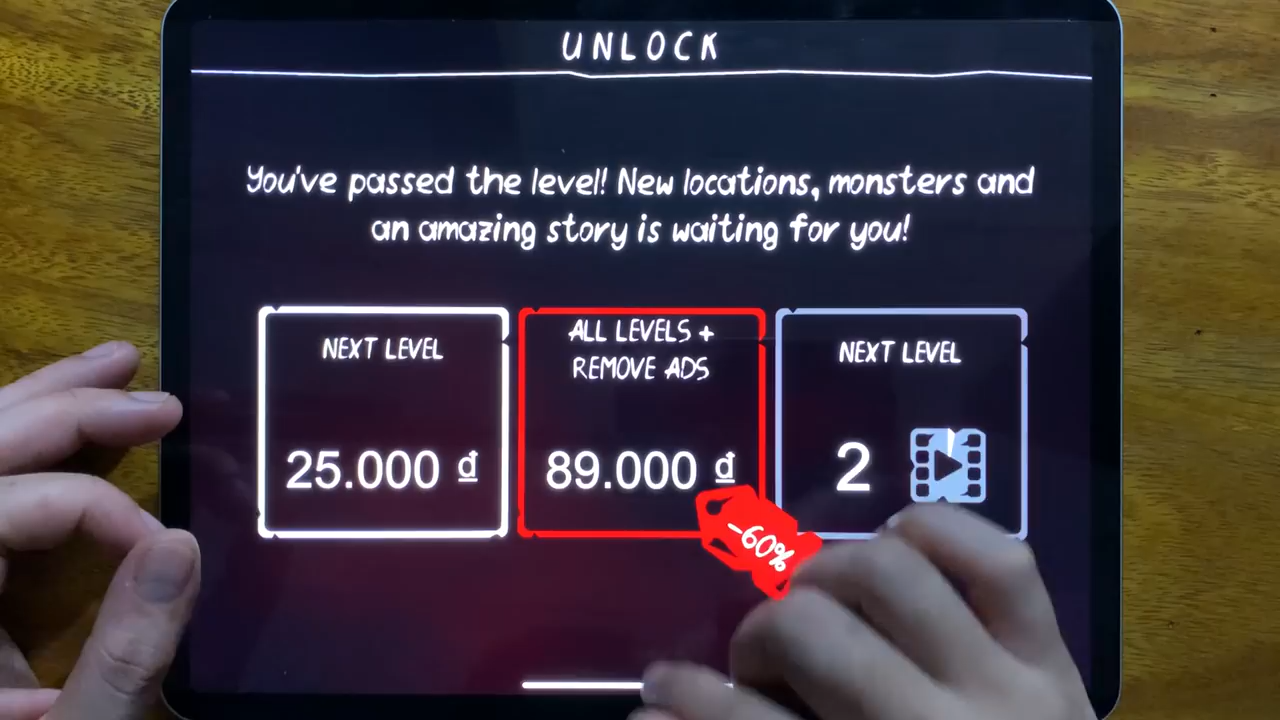 UNLOCK
You've passed the level! New locations, monsters and
an amazing story is waiting for you!
NEXT LEVEL
25.000 ₫
ALL LEVELS +
REMOVE ADS
89.000 ₫
-60%
NEXT LEVEL
2